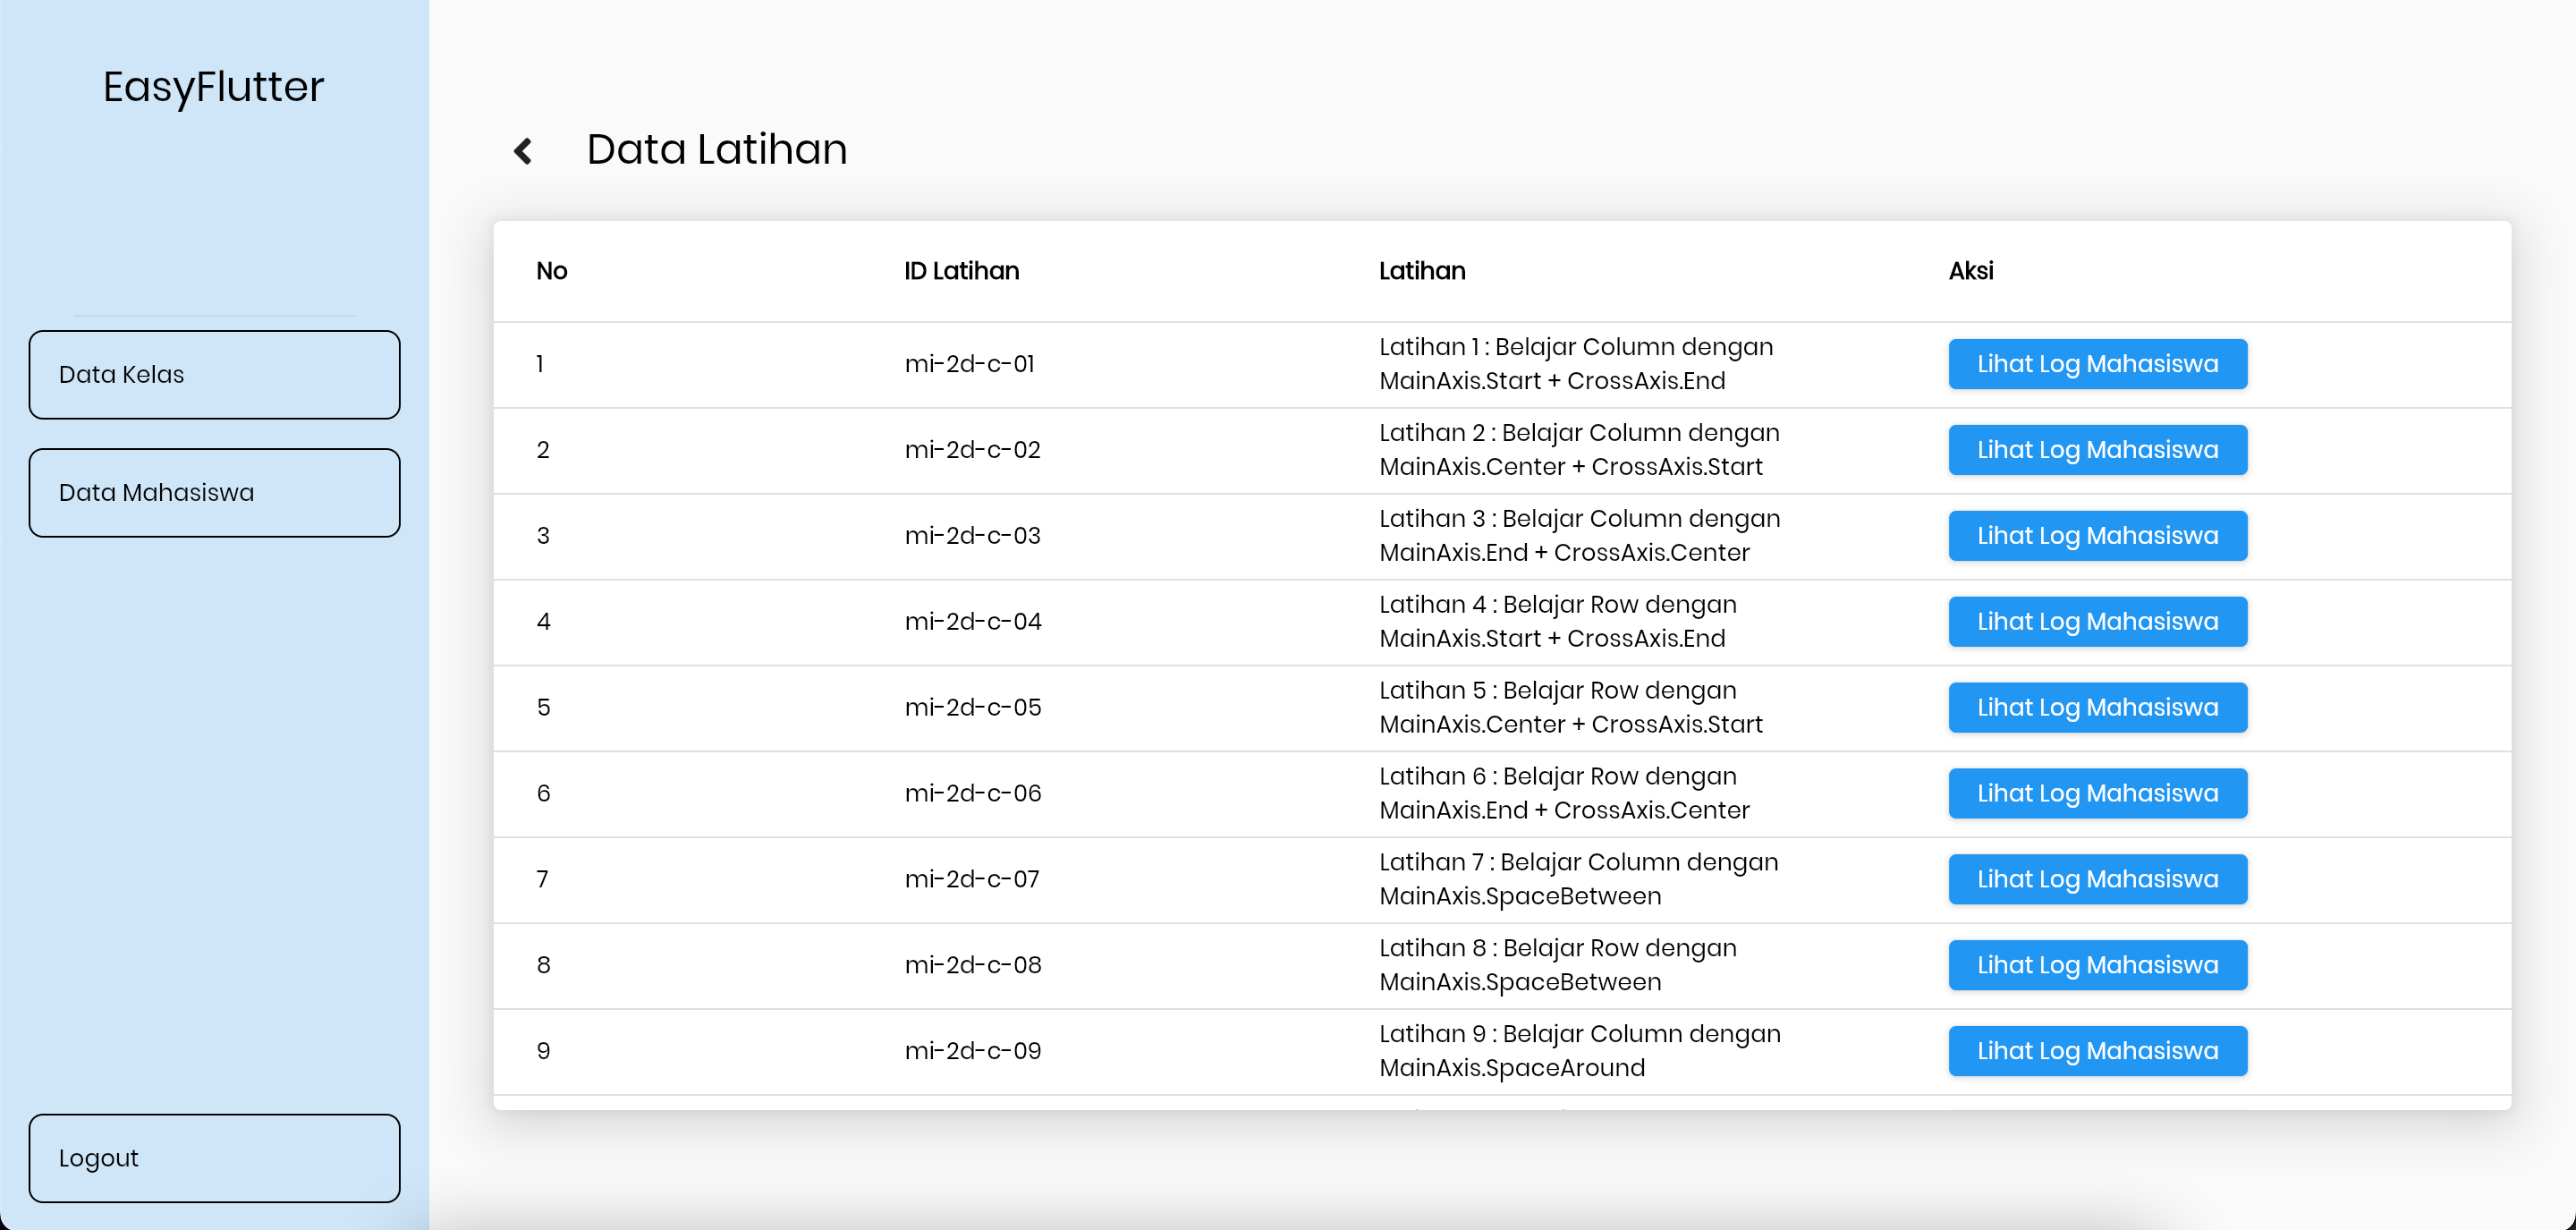 EasyFlutter
Data Kelas
Data Mahasiswa
Logout
Data Latihan
No ID Latihan Latihan Aksi
1 mi-2d-c-01 Latihan 1 : Belajar Column dengan
MainAxis.Start + CrossAxis.End Lihat Log Mahasiswa
2 mi-2d-c-02 Latihan 2 : Belajar Column dengan
MainAxis.Center + CrossAxis.Start Lihat Log Mahasiswa
3 mi-2d-c-03 Latihan 3 : Belajar Column dengan
MainAxis.End + CrossAxis.Center Lihat Log Mahasiswa
4 mi-2d-c-04 Latihan 4 : Belajar Row dengan
MainAxis.Start + CrossAxis.End Lihat Log Mahasiswa
5 mi-2d-c-05 Latihan 5 : Belajar Row dengan
MainAxis.Center + CrossAxis.Start Lihat Log Mahasiswa
6 mi-2d-c-06 Latihan 6 : Belajar Row dengan
MainAxis.End + CrossAxis.Center Lihat Log Mahasiswa
7 mi-2d-c-07 Latihan 7 : Belajar Column dengan
MainAxis.SpaceBetween Lihat Log Mahasiswa
8 mi-2d-c-08 Latihan 8 : Belajar Row dengan
MainAxis.SpaceBetween Lihat Log Mahasiswa
9 mi-2d-c-09 Latihan 9 : Belajar Column dengan
MainAxis.SpaceAround Lihat Log Mahasiswa